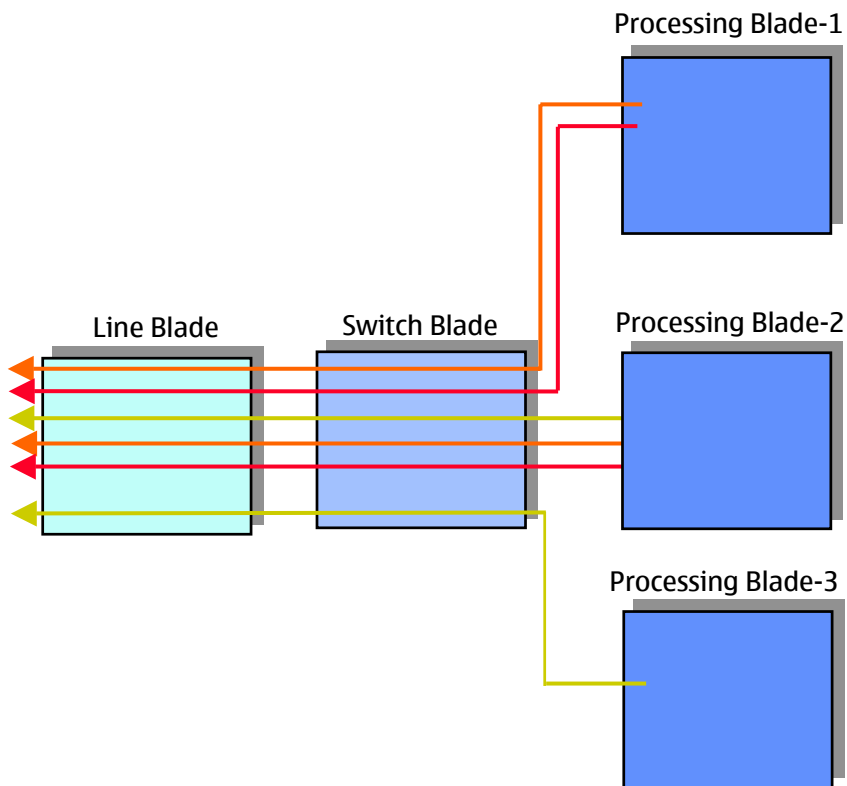 Processing Blade-1
Line Blade
Switch Blade
Processing Blade-2
Processing Blade-3